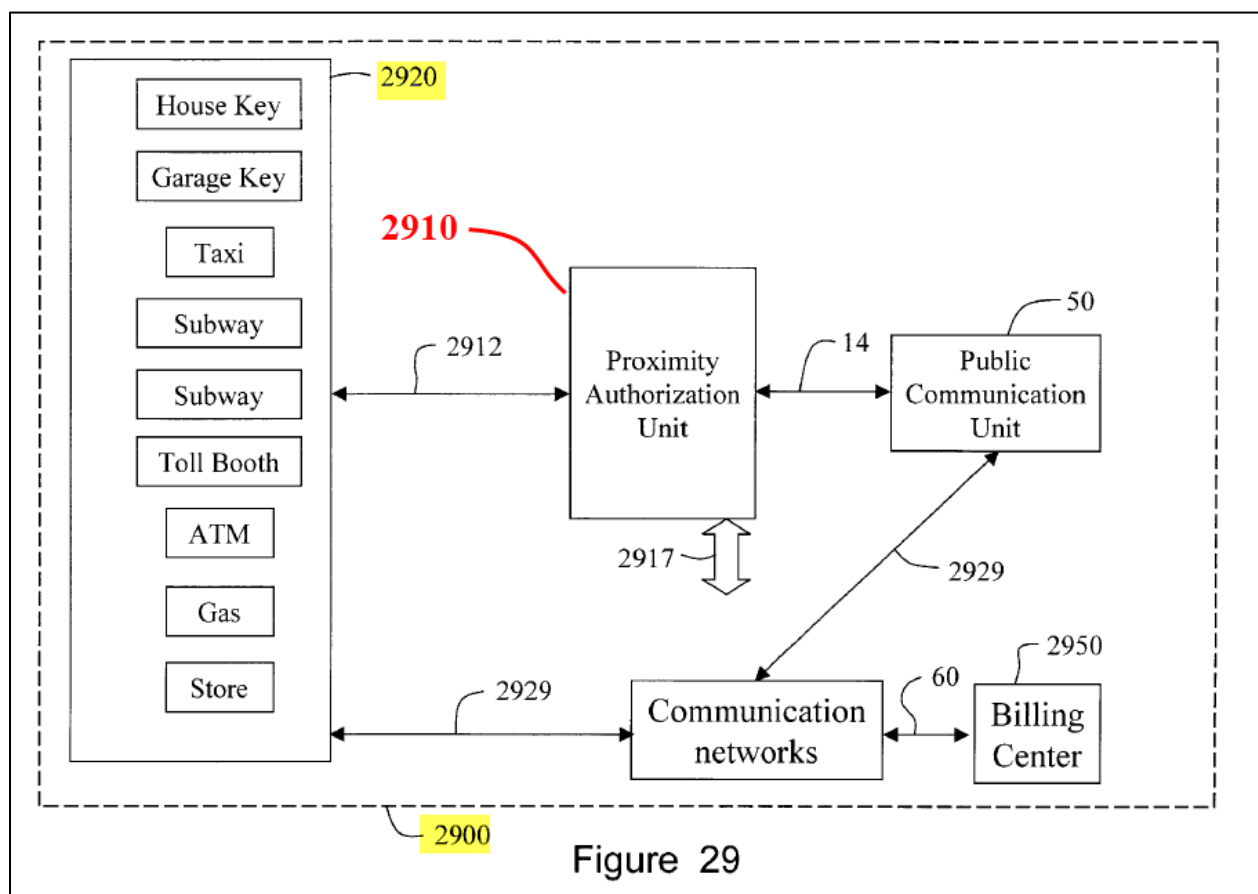 2920
House Key
Garage Key
Taxi
Subway
Subway
Toll Booth
ATM
Gas
Store
2910
2912
Proximity
Authorization
Unit
14
50
Public
Communication
Unit
2917
2929
2929
Communication
networks
60
2950
Billing
Center
2900
Figure 29